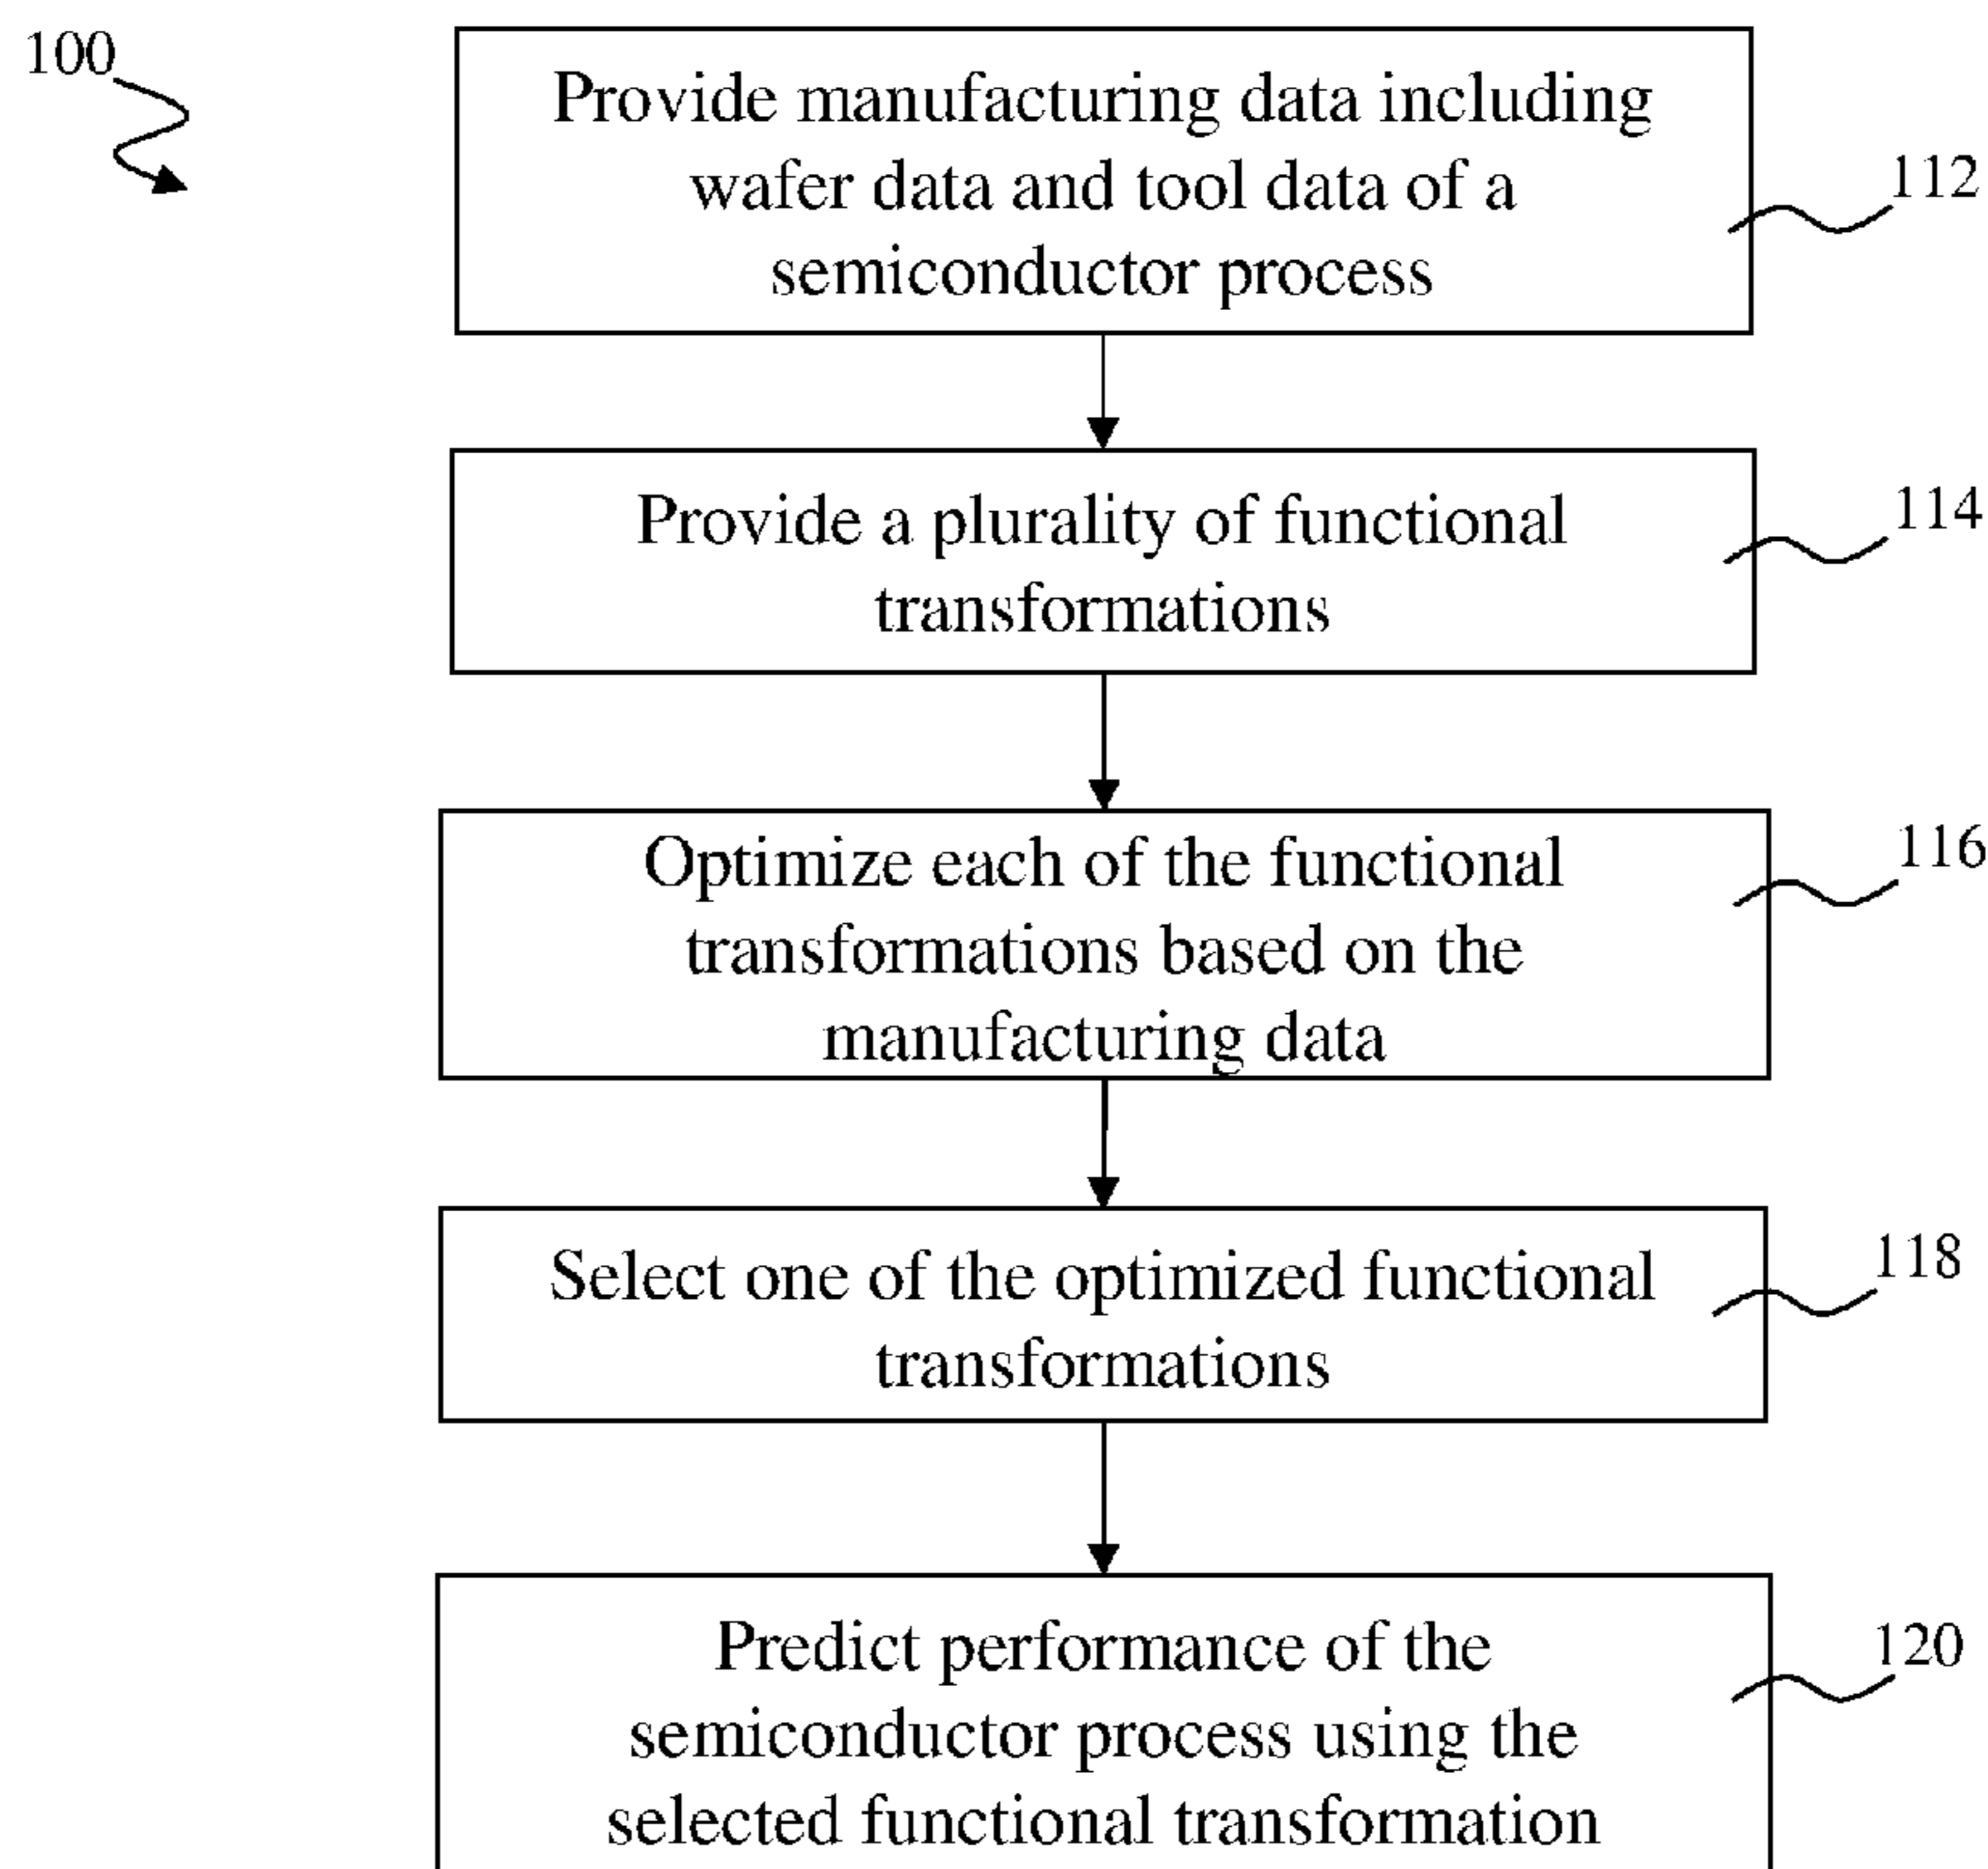 100
Provide manufacturing data including
wafer data and tool data of a
semiconductor process
112
Provide a plurality of functional
transformations
114
Optimize each of the functional
transformations based on the
manufacturing data
116
Select one of the optimized functional
transformations
118
Predict performance of the
semiconductor process using the
selected functional transformation
120